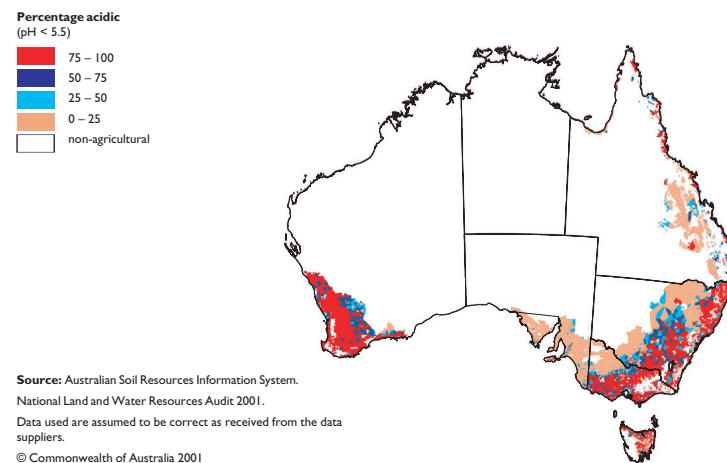 Percentage acidic
(pH < 5.5)
75 – 100
50 – 75
25 – 50
0 – 25
non-agricultural
Source: Australian Soil Resources Information System.
National Land and Water Resources Audit 2001.
Data used are assumed to be correct as received from the data
suppliers.
© Commonwealth of Australia 2001